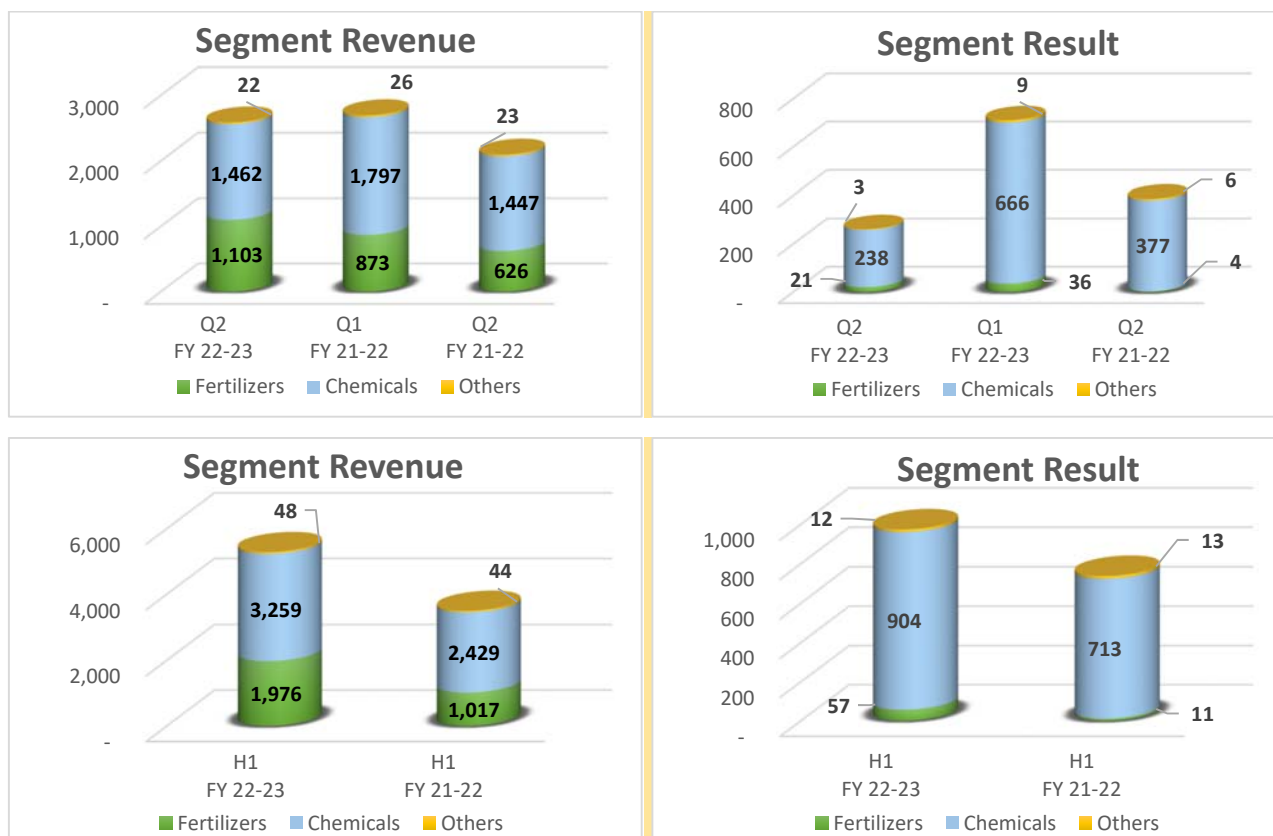 Segment Revenue
22
26
23
3,000
2,000
1,000
-
1,462
1,797
1,447
1,103
873
626
Q2
FY 22-23
Q1
FY 21-22
Q2
FY 21-22
Fertilizers Chemicals Others
Segment Result
9
3
6
800
600
400
200
-
238
666
377
21
36
4
Q2
FY 22-23
Q1
FY 22-23
Q2
FY 21-22
Fertilizers Chemicals Others
Segment Revenue
48
44
6,000
4,000
2,000
-
3,259
2,429
1,976
1,017
H1
FY 22-23
H1
FY 21-22
Fertilizers Chemicals Others
Segment Result
12
13
1,000
800
600
400
200
-
904
713
57
11
H1
FY 22-23
H1
FY 21-22
Fertilizers Chemicals Others